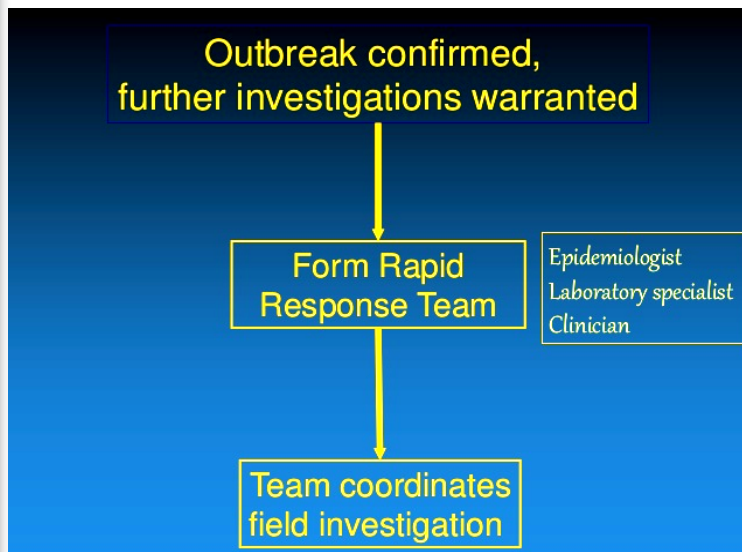 Outbreak confirmed,
further investigations warranted
Form Rapid
Response Team
Epidemiologist
Laboratory specialist
Clinician
Team coordinates
field investigation